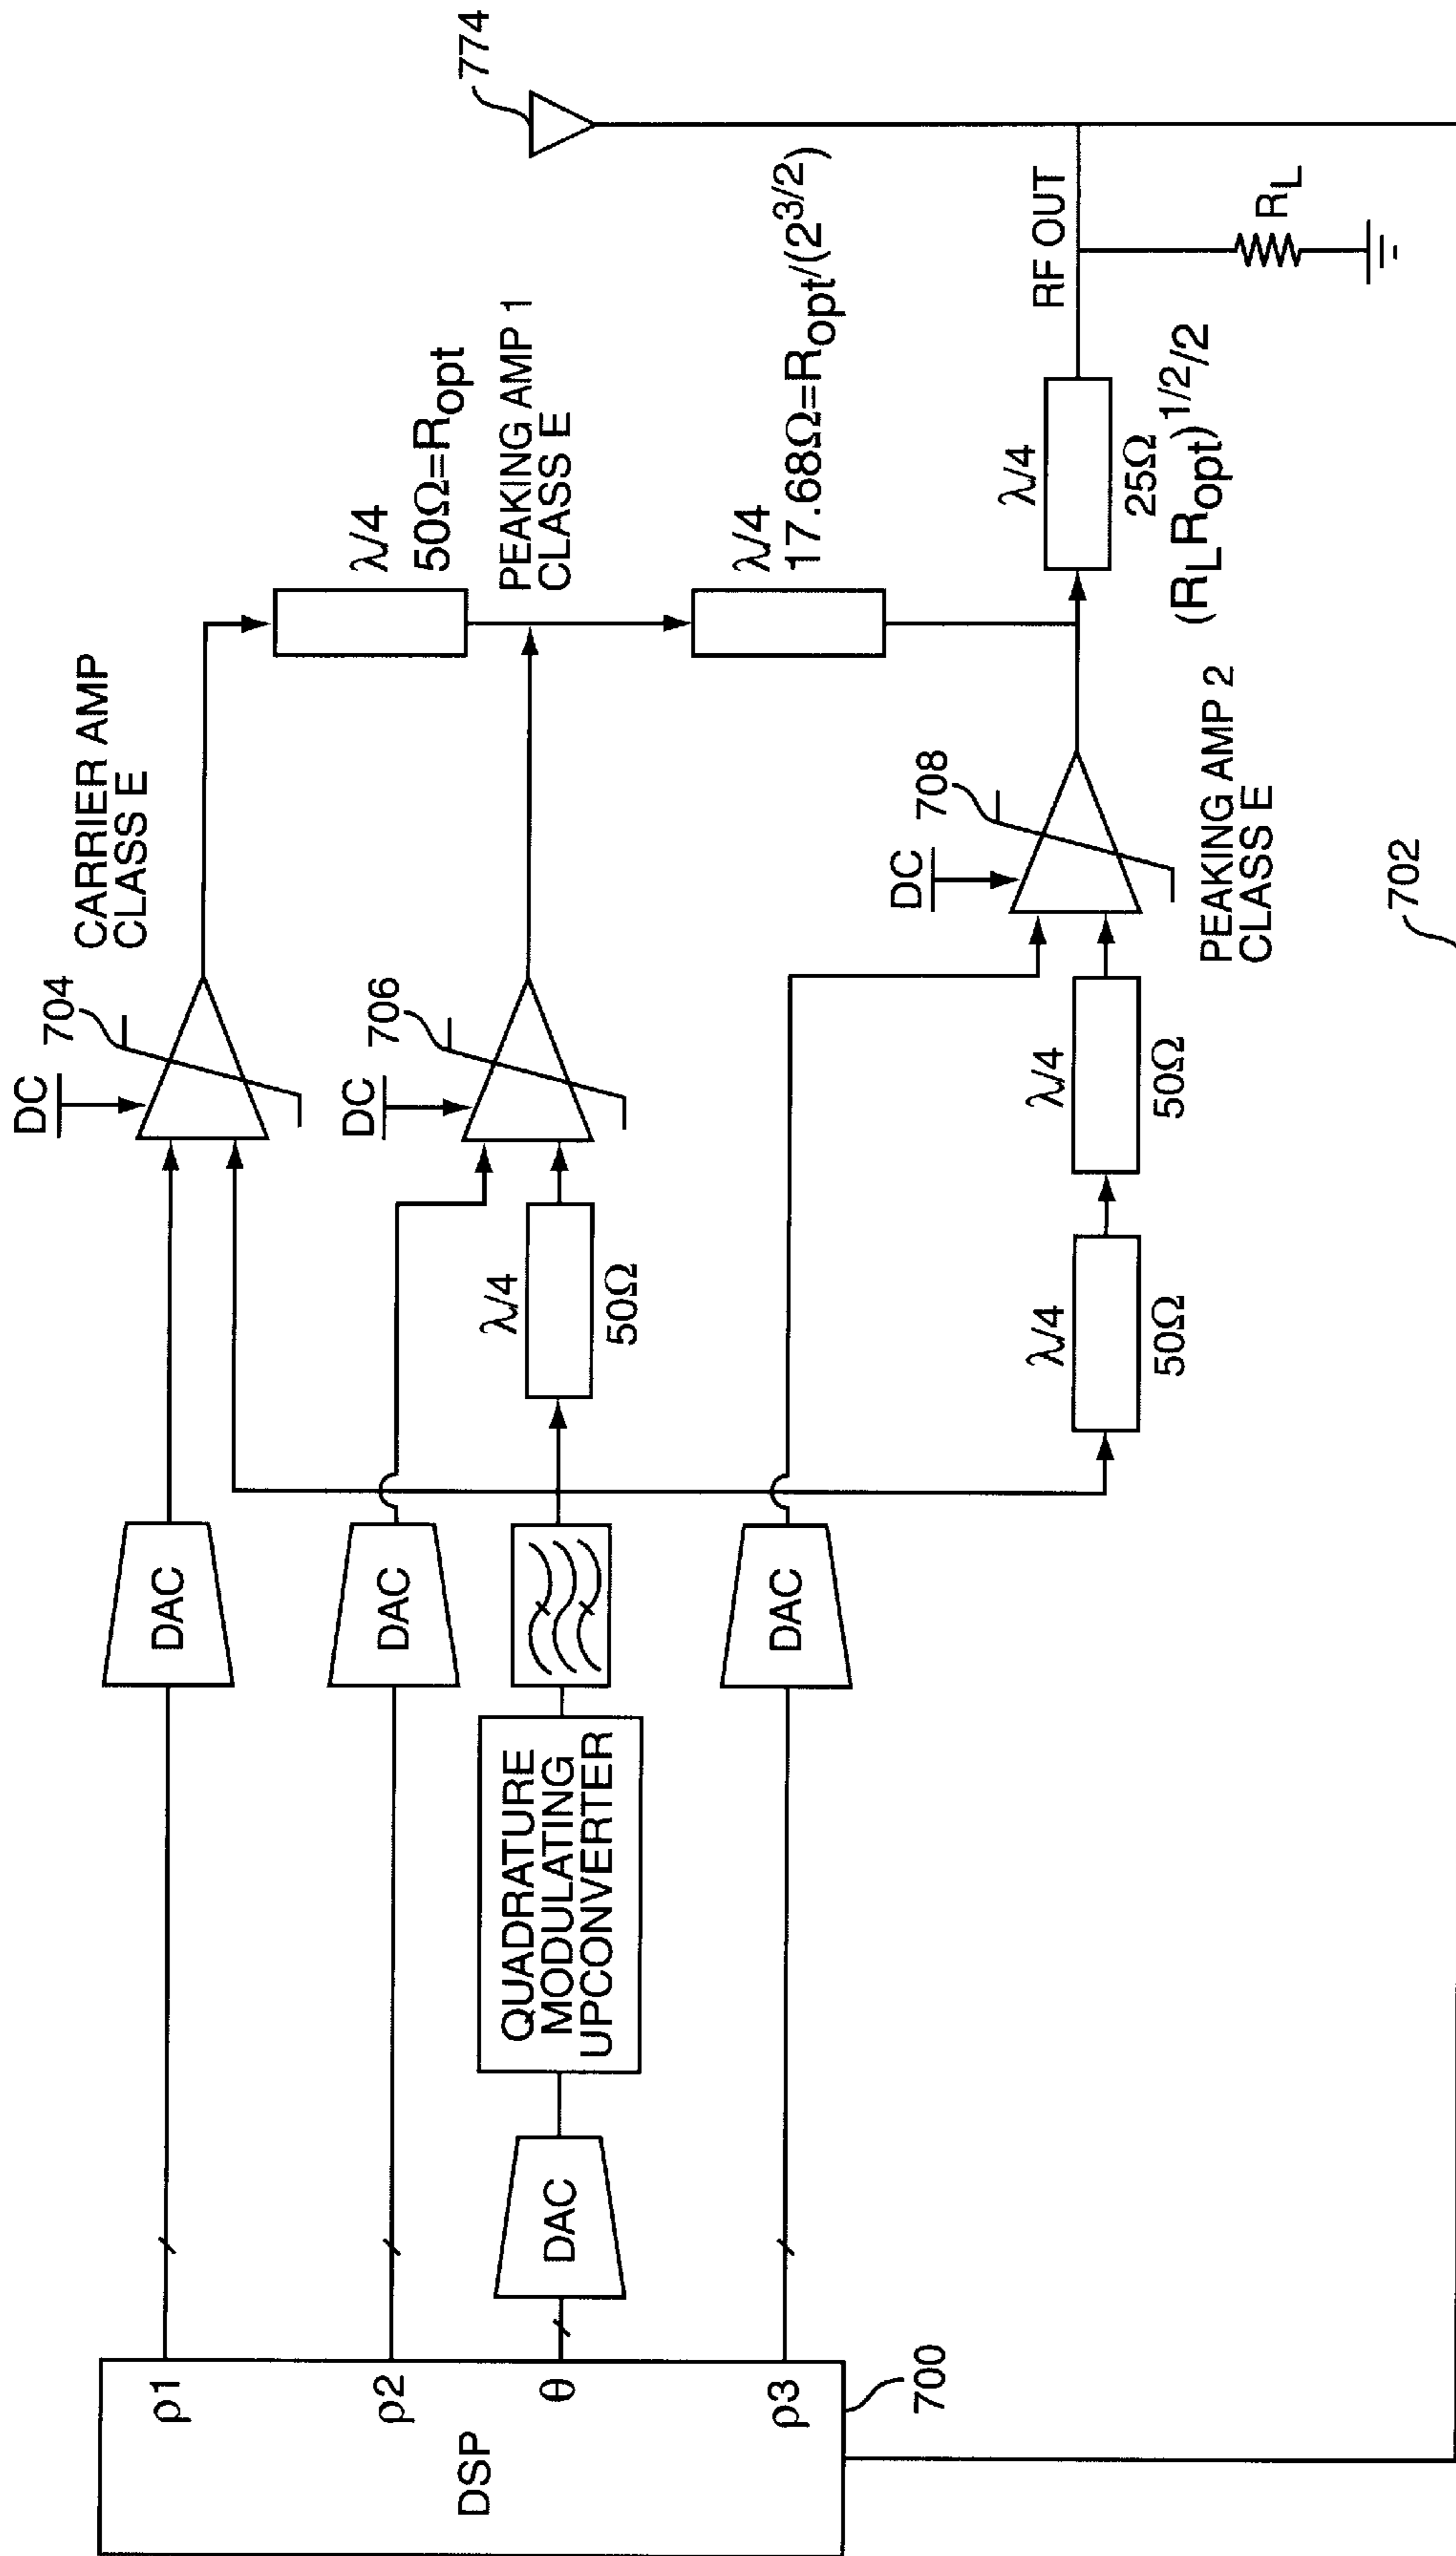 DSP
ρ1
ρ2
θ
ρ3
700
DAC
DAC
DAC
DAC
QUADRATURE
MODULATING
UPCONVERTER
λ/4
50Ω
λ/4
50Ω
λ/4
50Ω
DC
704
CARRIER AMP
CLASS E
DC
706
λ/4
50Ω=Ropt
PEAKING AMP 1
CLASS E
λ/4
17.68Ω=Ropt/(2^3/2)
DC
708
PEAKING AMP 2
CLASS E
λ/4
25Ω
(RLRopt)^1/2/2
RF OUT
RL
774
702